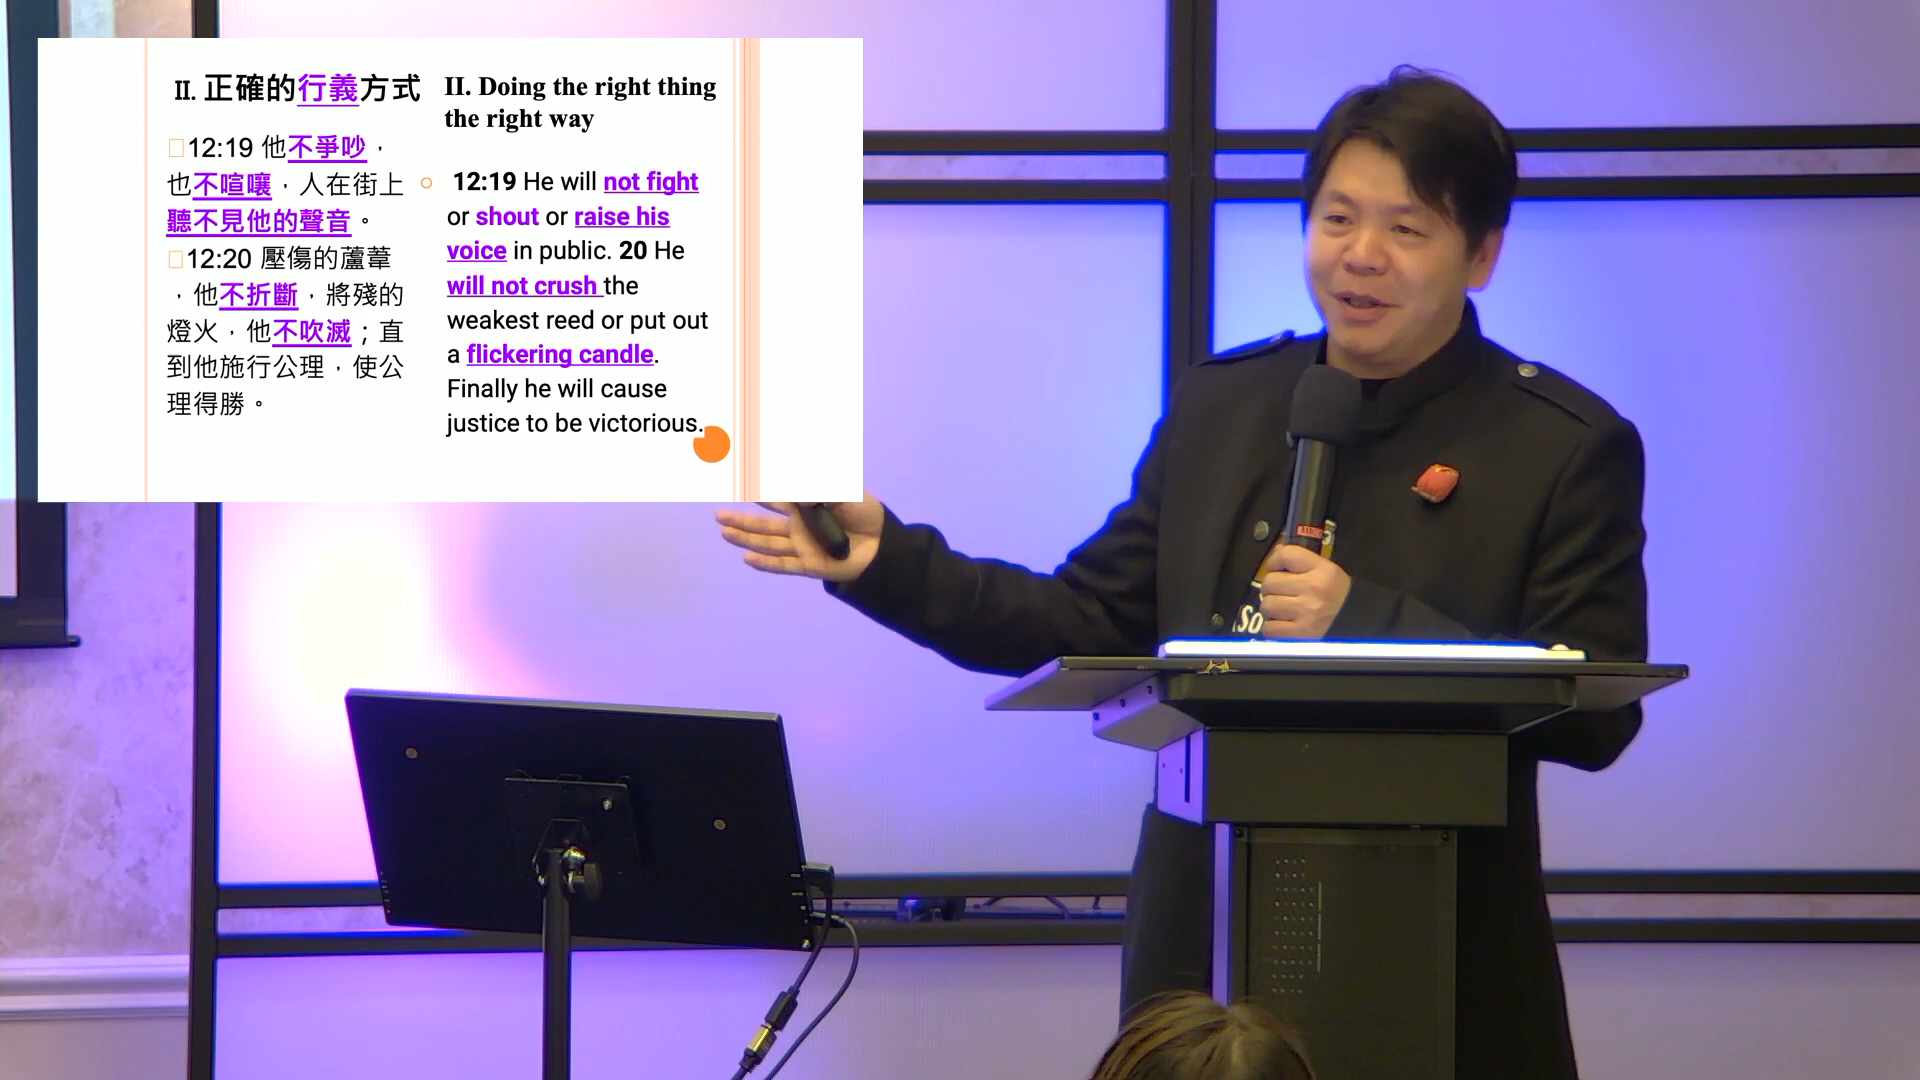 II. 正確的行義方式
12:19 他不爭吵，
也不喧嚷，人在街上
聽不見他的聲音。
12:20 壓傷的蘆葦
，他不折斷，將殘的
燈火，他不吹滅；直
到他施行公理，使公
理得勝。
II. Doing the right thing
the right way
12:19 He will not fight
or shout or raise his
voice in public. 20 He
will not crush the
weakest reed or put out
a flickering candle.
Finally he will cause
justice to be victorious.
So